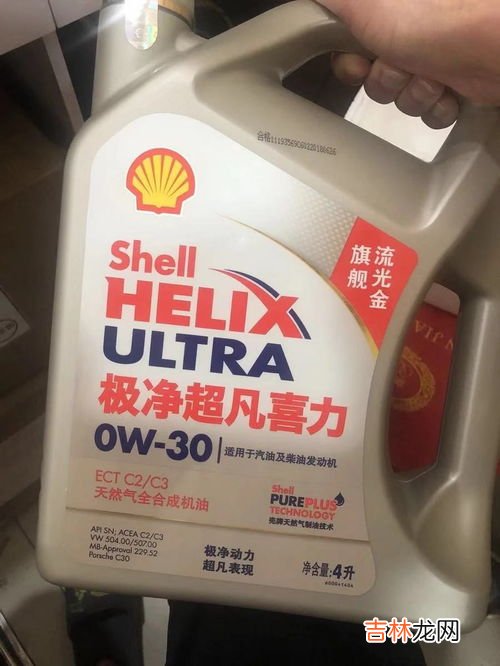 Shell
HELIX
ULTRA
极净超凡喜力
0W-30
适用于汽油及柴油发动机
ECT C2/C3
天然气全合成机油
API SN; ACEA C2/C3
VW 504.00/507.00
MB-Approval 229.52
Porsche C30
极净动力
超凡表现
Shell
PUREPLUS
TECHNOLOGY
壳牌天然气制油技术
净含量:4升
流光金
旗舰
吉林龙网